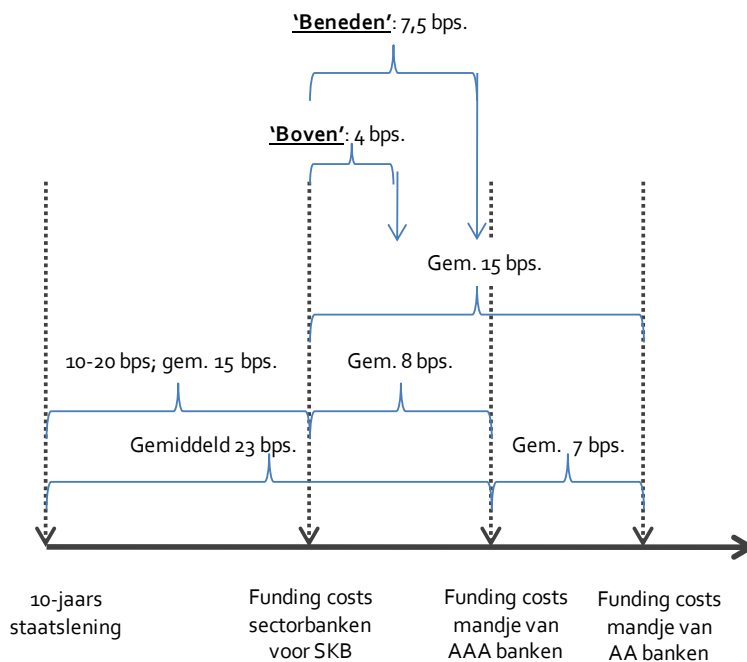 ‘Beneden’: 7,5 bps.
‘Boven’: 4 bps.
Gem. 15 bps.
10-20 bps; gem. 15 bps.
Gem. 8 bps.
Gemiddeld 23 bps.
Gem. 7 bps.
10-jaars
staatslening
Funding costs
sectorbanken
voor SKB
Funding costs
mandje van
AAA banken
Funding costs
mandje van
AA banken